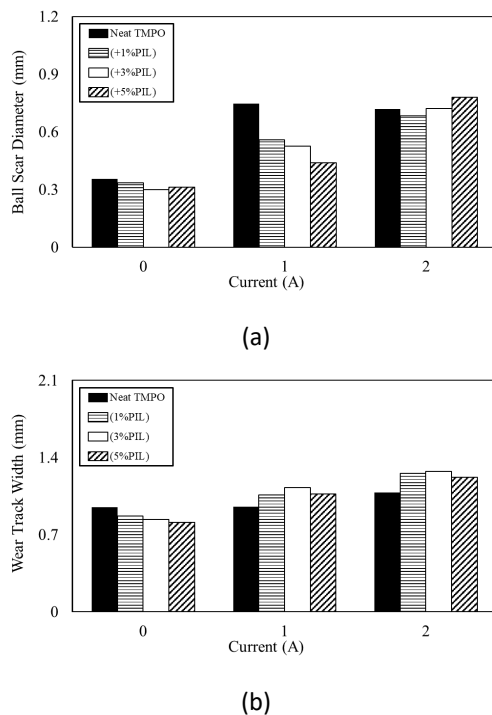 1.2
0.9
0.6
0.3
0
Ball Scar Diameter (mm)
Neat TMPO
(+1%PIL)
(+3%PIL)
(+5%PIL)
0 1 2
Current (A)
(a)
2.1
1.4
0.7
0
Wear Track Width (mm)
Neat TMPO
(1%PIL)
(3%PIL)
(5%PIL)
0 1 2
Current (A)
(b)